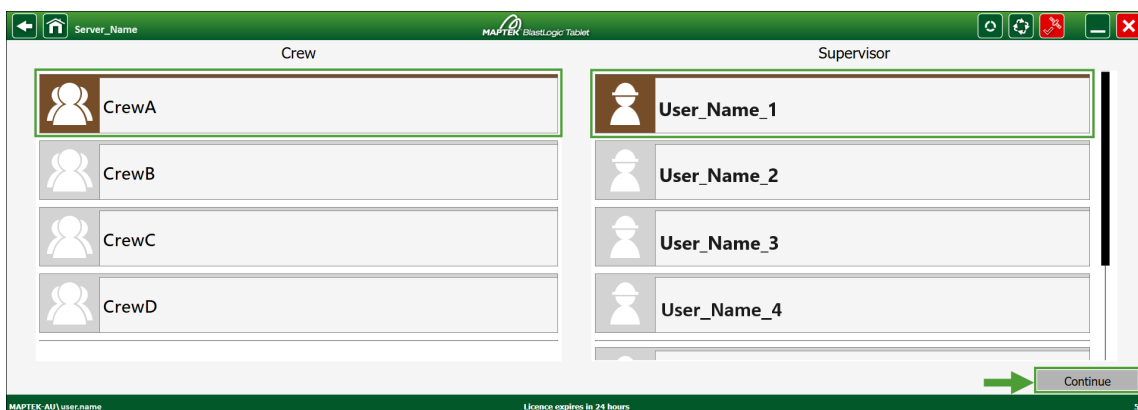 Server_Name
MAPTEK BlastLogic Tablet
Crew
Supervisor
CrewA
User_Name_1
CrewB
User_Name_2
CrewC
User_Name_3
CrewD
User_Name_4
Continue
MAPTEK-AU\user.name
Licence expires in 24 hours